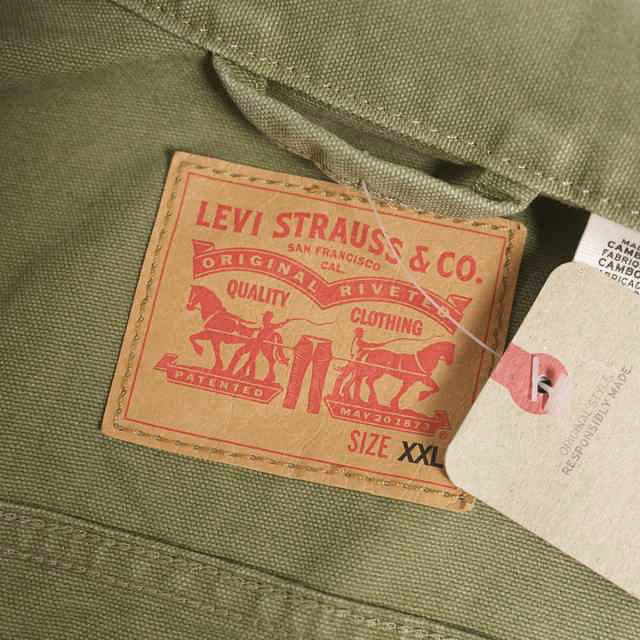 LEVI STRAUSS & CO.
SAN FRANCISCO
CAL.
ORIGINAL RIVETED
QUALITY
CLOTHING
PATENTED
MAY 20 1873
SIZE XXL
CAMB
FABRIQ
CAMBO
ORIGINAL STYLE
RESPONSIBLY MADE